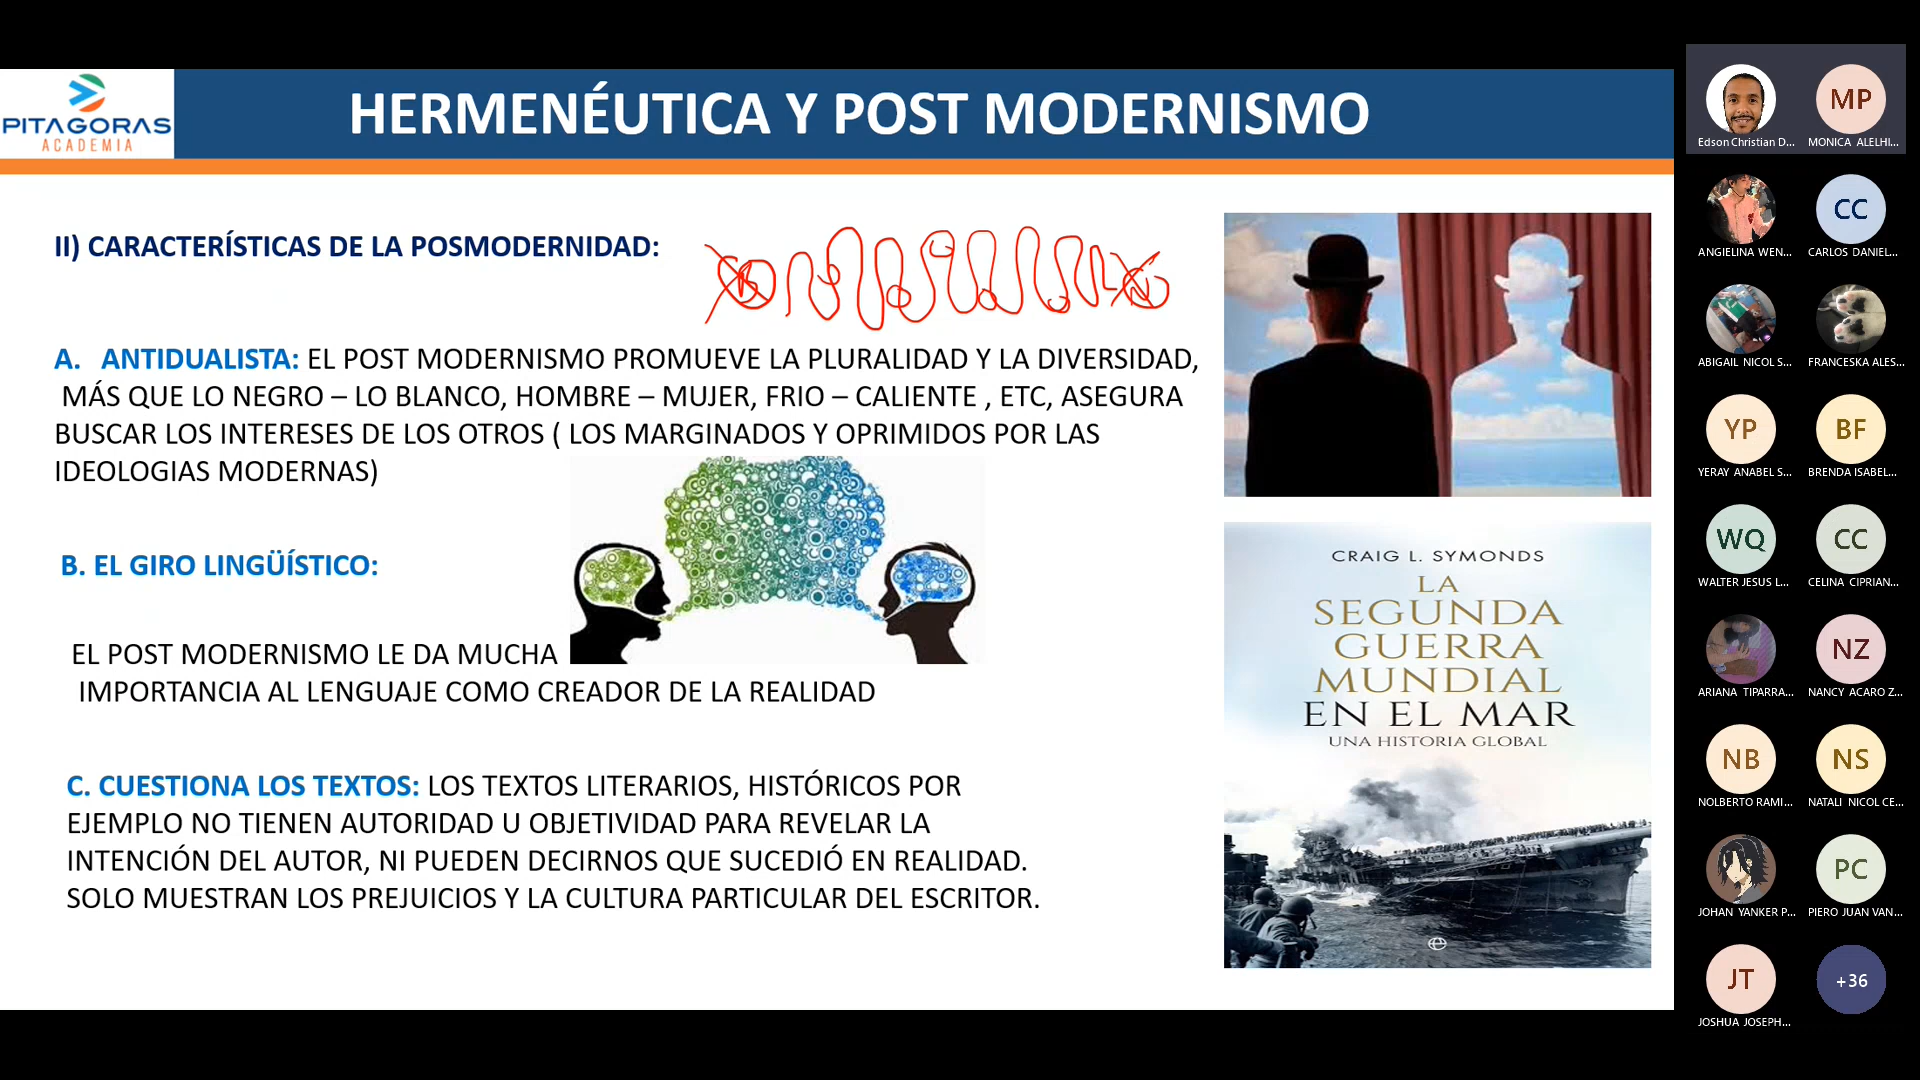 PITAGORAS
ACADEMIA
HERMENÉUTICA Y POST MODERNISMO
II) CARACTERÍSTICAS DE LA POSMODERNIDAD:
A. ANTIDUALISTA: EL POST MODERNISMO PROMUEVE LA PLURALIDAD Y LA DIVERSIDAD,
MÁS QUE LO NEGRO – LO BLANCO, HOMBRE – MUJER, FRIO – CALIENTE , ETC, ASEGURA
BUSCAR LOS INTERESES DE LOS OTROS ( LOS MARGINADOS Y OPRIMIDOS POR LAS
IDEOLOGIAS MODERNAS)
B. EL GIRO LINGÜÍSTICO:
EL POST MODERNISMO LE DA MUCHA
IMPORTANCIA AL LENGUAJE COMO CREADOR DE LA REALIDAD
C. CUESTIONA LOS TEXTOS: LOS TEXTOS LITERARIOS, HISTÓRICOS POR
EJEMPLO NO TIENEN AUTORIDAD U OBJETIVIDAD PARA REVELAR LA
INTENCIÓN DEL AUTOR, NI PUEDEN DECIRNOS QUE SUCEDIÓ EN REALIDAD.
SOLO MUESTRAN LOS PREJUICIOS Y LA CULTURA PARTICULAR DEL ESCRITOR.
CRAIG L. SYMONDS
LA
SEGUNDA
GUERRA
MUNDIAL
EN EL MAR
UNA HISTORIA GLOBAL
MP
Edson Christian D... MONICA ALELHI...
CC
ANGIELINA WEN... CARLOS DANIEL...
ABIGAIL NICOL S... FRANCESKA ALES...
YP BF
YERAY ANABEL S... BRENDA ISABEL...
WQ CC
WALTER JESUS L... CELINA CIPRIAN...
NZ
ARIANA TIPARRA... NANCY ACARO Z...
NB NS
NOLBERTO RAMI... NATALI NICOL CE...
PC
JOHAN YANKER P... PIERO JUAN VAN...
JT +36
JOSHUA JOSEPH...